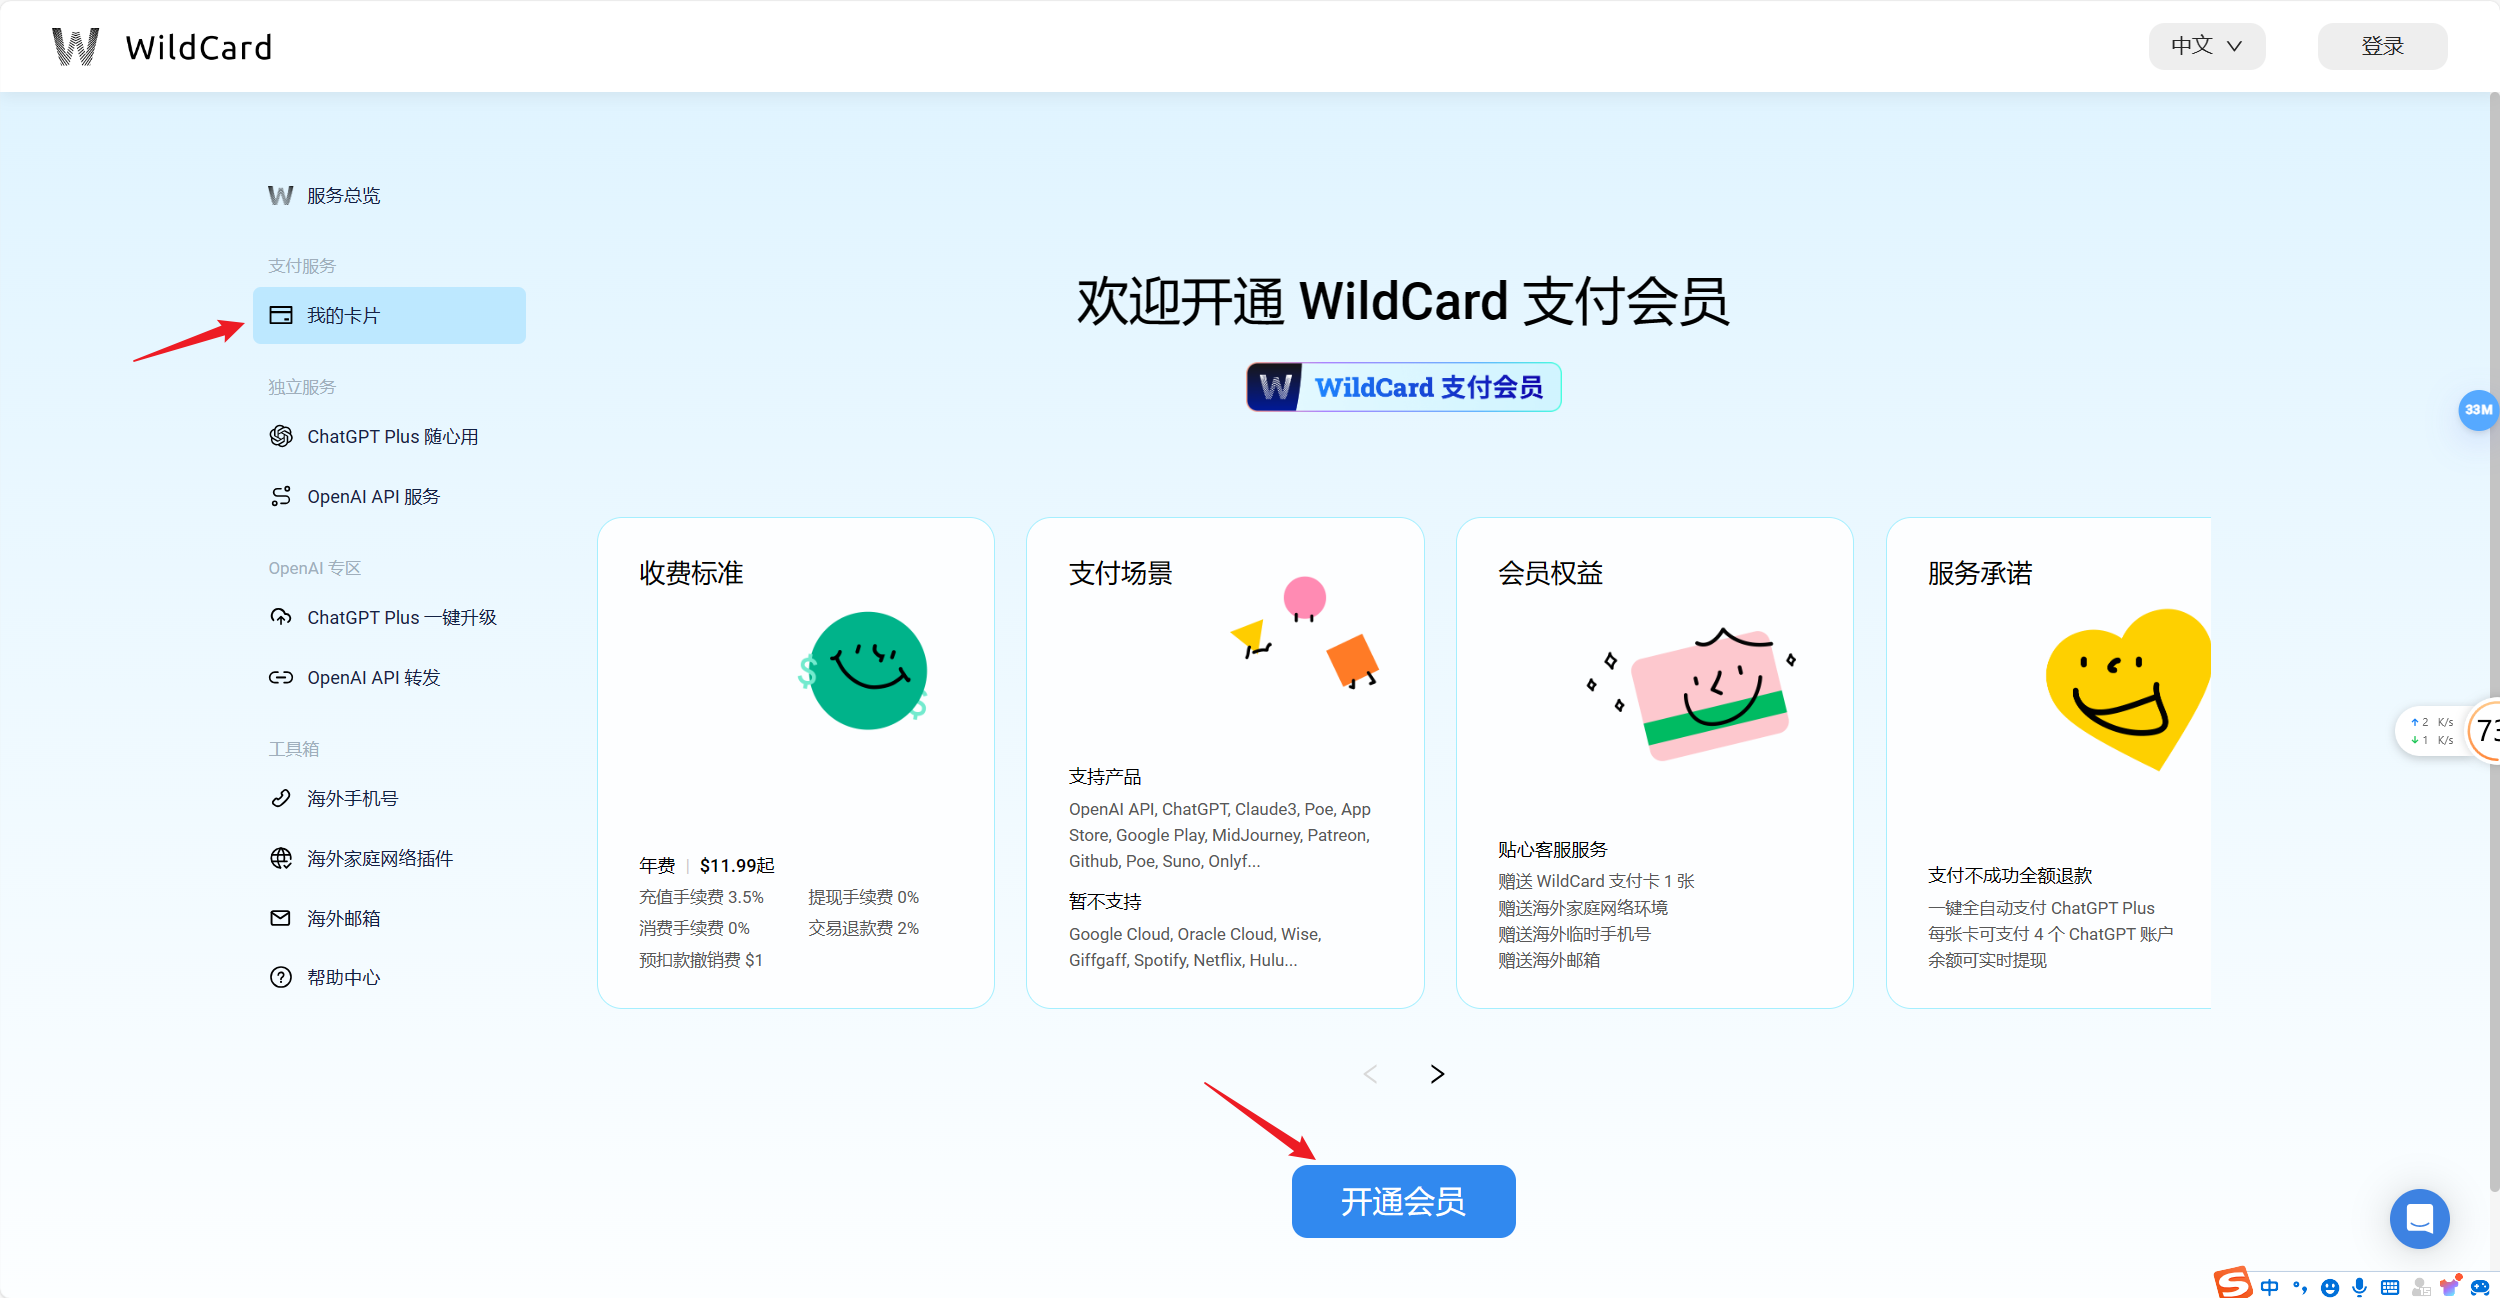 WildCard
中文
登录
服务总览
支付服务
我的卡片
独立服务
ChatGPT Plus 随心用
OpenAI API 服务
OpenAI 专区
ChatGPT Plus 一键升级
OpenAI API 转发
工具箱
海外手机号
海外家庭网络插件
海外邮箱
帮助中心
欢迎开通 WildCard 支付会员
WildCard 支付会员
收费标准
年费 | $11.99起
充值手续费 3.5% 提现手续费 0%
消费手续费 0% 交易退款费 2%
预扣款撤销费 $1
支付场景
支持产品
OpenAI API, ChatGPT, Claude3, Poe, App
Store, Google Play, MidJourney, Patreon,
Github, Poe, Suno, Onlyf...
暂不支持
Google Cloud, Oracle Cloud, Wise,
Giffgaff, Spotify, Netflix, Hulu...
会员权益
贴心客服服务
赠送 WildCard 支付卡 1 张
赠送海外家庭网络环境
赠送海外临时手机号
赠送海外邮箱
服务承诺
支付不成功全额退款
一键全自动支付 ChatGPT Plus
每张卡可支付 4 个 ChatGPT 账户
余额可实时提现
开通会员
33M
↑ 2 K/s
↓ 1 K/s
73
中